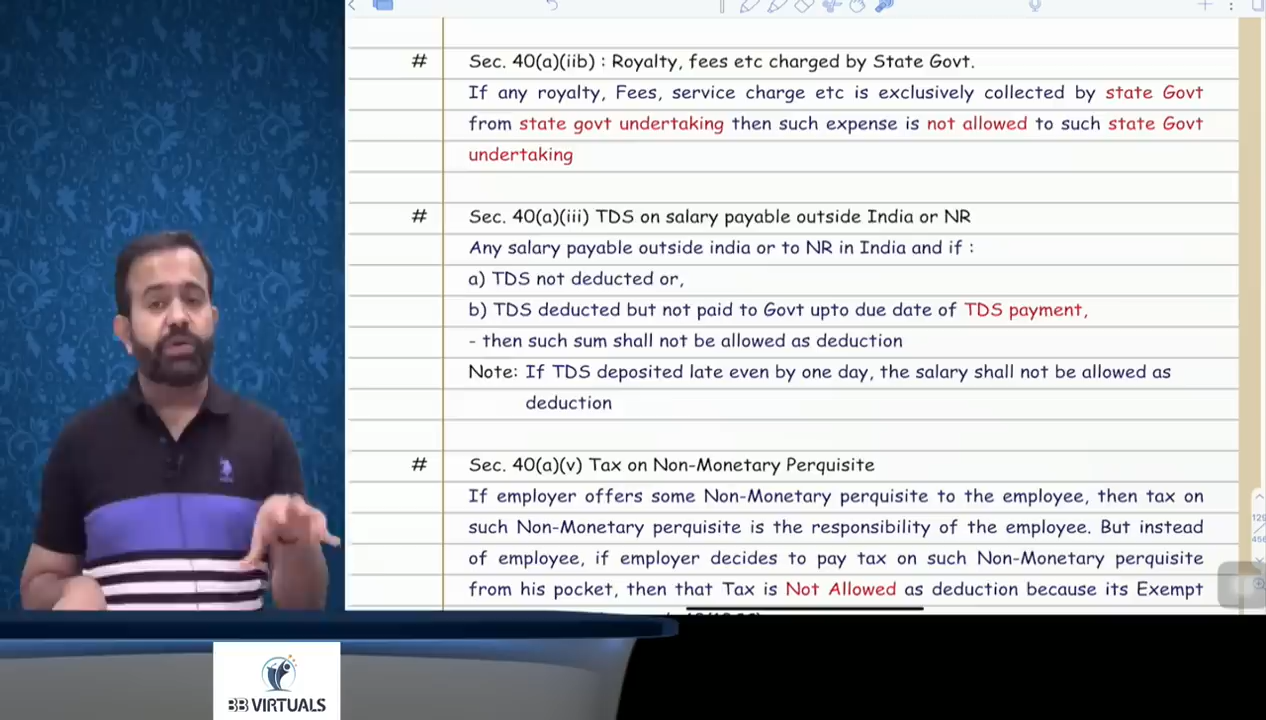 # Sec. 40(a)(iib) : Royalty, fees etc charged by State Govt.
If any royalty, Fees, service charge etc is exclusively collected by state Govt
from state govt undertaking then such expense is not allowed to such state Govt
undertaking
# Sec. 40(a)(iii) TDS on salary payable outside India or NR
Any salary payable outside india or to NR in India and if :
a) TDS not deducted or,
b) TDS deducted but not paid to Govt upto due date of TDS payment,
- then such sum shall not be allowed as deduction
Note: If TDS deposited late even by one day, the salary shall not be allowed as
deduction
# Sec. 40(a)(v) Tax on Non-Monetary Perquisite
If employer offers some Non-Monetary perquisite to the employee, then tax on
such Non-Monetary perquisite is the responsibility of the employee. But instead
of employee, if employer decides to pay tax on such Non-Monetary perquisite
from his pocket, then that Tax is Not Allowed as deduction because its Exempt
BB VIRTUALS